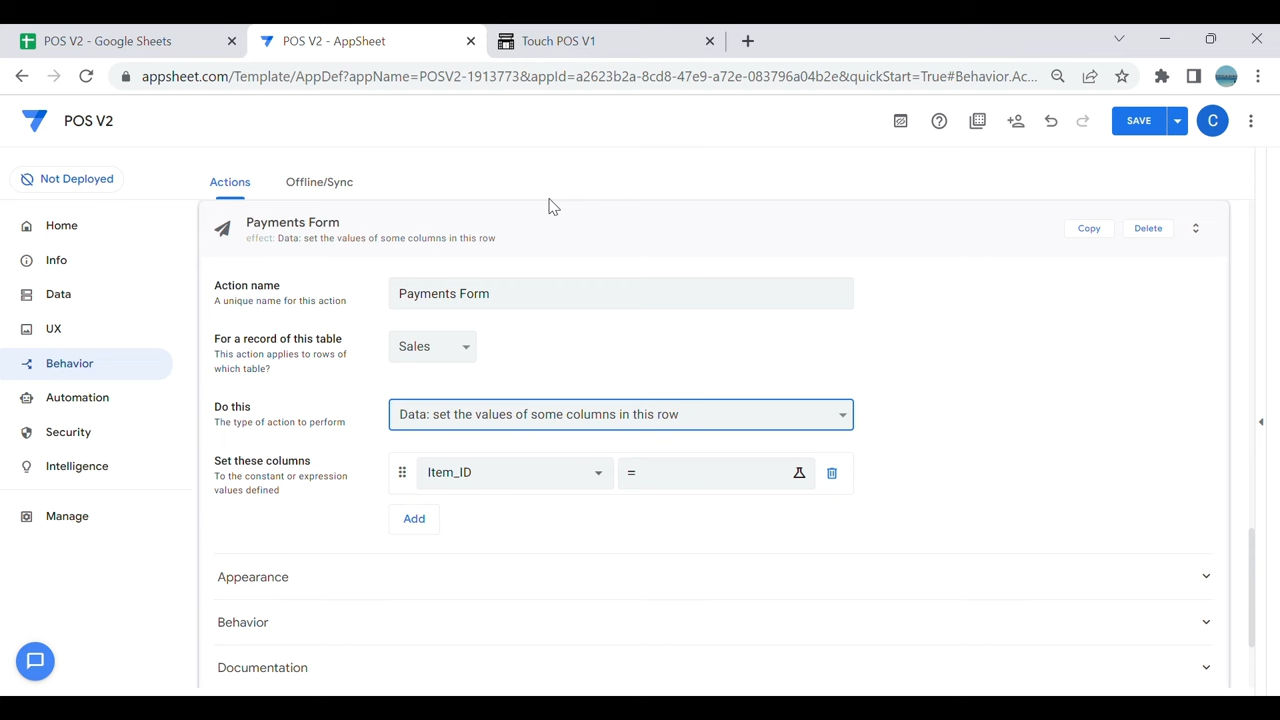 POS V2 - Google Sheets
POS V2 - AppSheet
Touch POS V1
appsheet.com/Template/AppDef?appName=POSV2-1913773&appId=a2623b2a-8cd8-47e9-a72e-083796a04b2e&quickStart=True#Behavior.Ac...
POS V2
SAVE
C
Not Deployed
Actions
Offline/Sync
Home
Info
Data
UX
Behavior
Automation
Security
Intelligence
Manage
Payments Form
effect: Data: set the values of some columns in this row
Copy
Delete
Action name
A unique name for this action
Payments Form
For a record of this table
This action applies to rows of
which table?
Sales
Do this
The type of action to perform
Data: set the values of some columns in this row
Set these columns
To the constant or expression
values defined
Item_ID
=
Add
Appearance
Behavior
Documentation